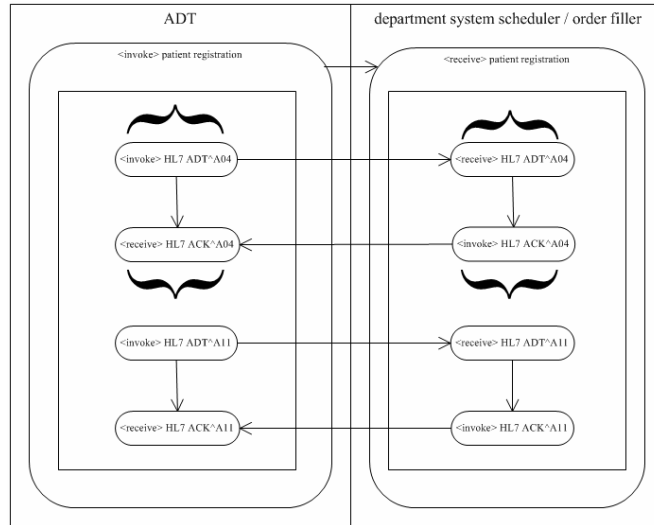 ADT
department system scheduler / order filler
<invoke> patient registration
<receive> patient registration
<invoke> HL7 ADT^A04
<receive> HL7 ADT^A04
<receive> HL7 ACK^A04
<invoke> HL7 ACK^A04
<invoke> HL7 ADT^A11
<receive> HL7 ADT^A11
<receive> HL7 ACK^A11
<invoke> HL7 ACK^A11